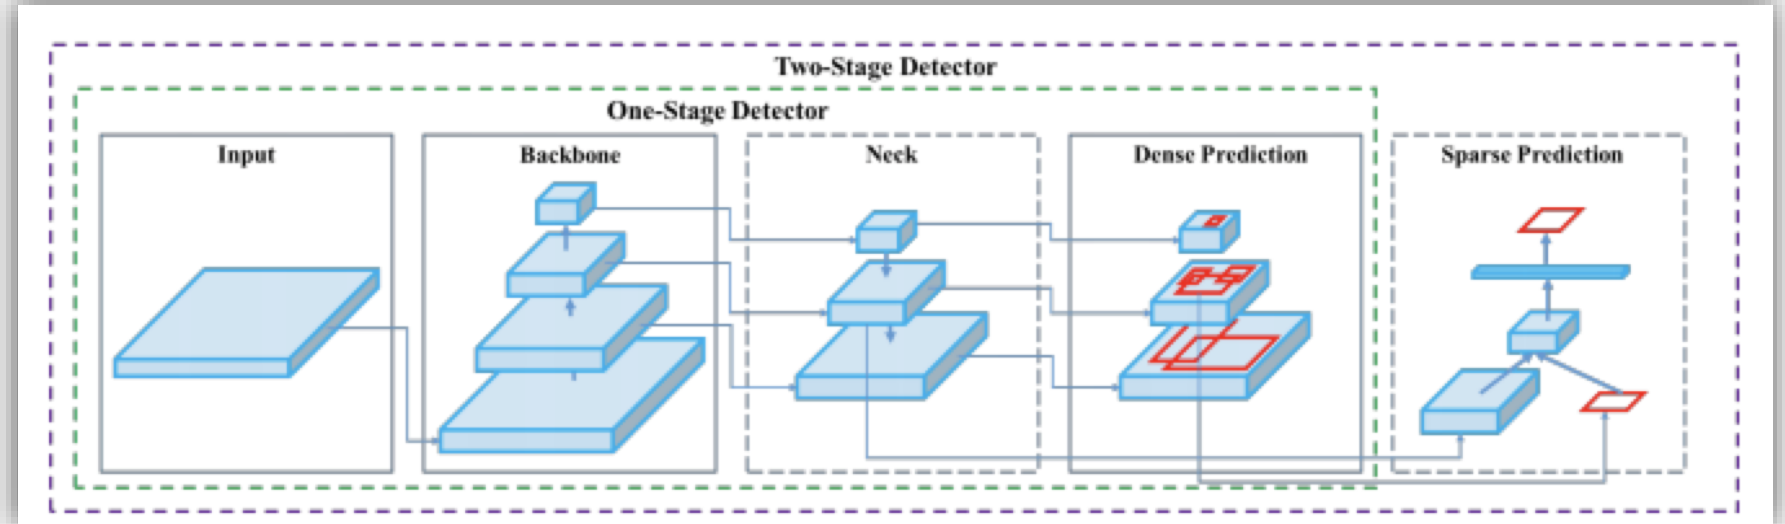 Two-Stage Detector
One-Stage Detector
Input
Backbone
Neck
Dense Prediction
Sparse Prediction